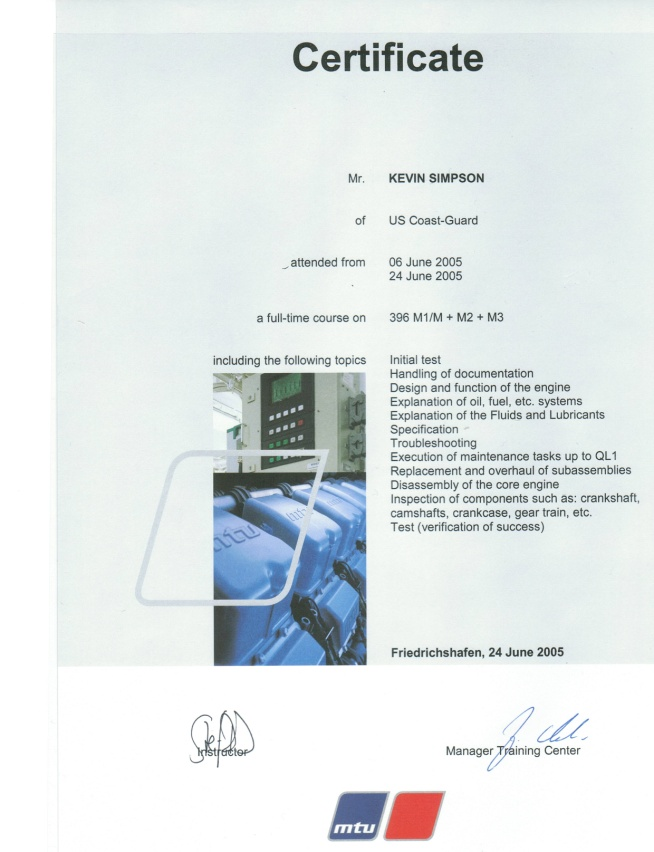 Certificate
Mr. KEVIN SIMPSON
of US Coast-Guard
attended from 06 June 2005
24 June 2005
a full-time course on 396 M1/M + M2 + M3
including the following topics Initial test
Handling of documentation
Design and function of the engine
Explanation of oil, fuel, etc. systems
Explanation of the Fluids and Lubricants
Specification
Troubleshooting
Execution of maintenance tasks up to QL1
Replacement and overhaul of subassemblies
Disassembly of the core engine
Inspection of components such as: crankshaft,
camshafts, crankcase, gear train, etc.
Test (verification of success)
mtu
mtu
Friedrichshafen, 24 June 2005
Instructor
Manager Training Center
mtu